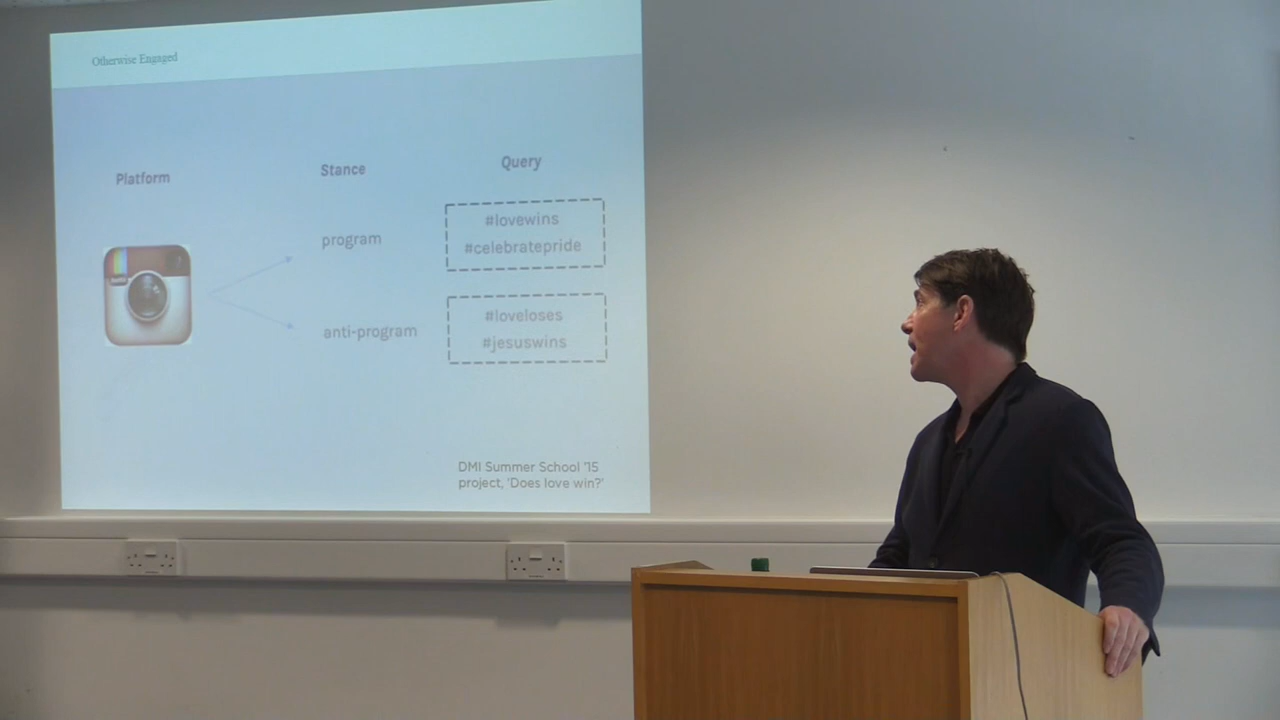 Otherwise Engaged
Platform
Stance
Query
program
#lovewins
#celebratepride
anti-program
#loveloses
#jesuswins
DMI Summer School '15
project, 'Does love win?'